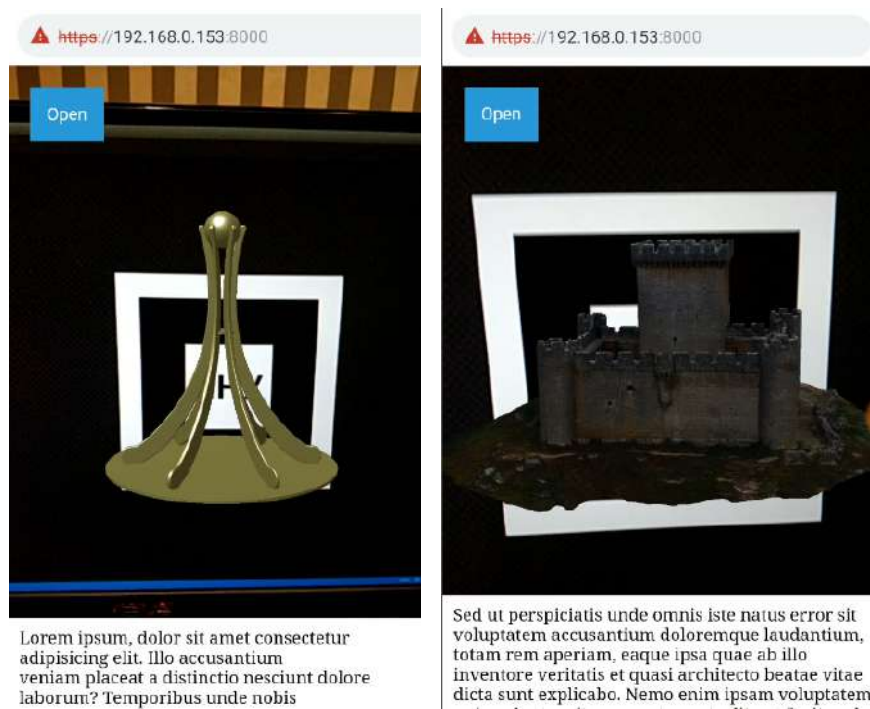 https://192.168.0.153:8000
Open
Lorem ipsum, dolor sit amet consectetur
adipisicing elit. Illo accusantium
veniam placeat a distinctio nesciunt dolore
laborum? Temporibus unde nobis
https://192.168.0.153:8000
Open
Sed ut perspiciatis unde omnis iste natus error sit
voluptatem accusantium doloremque laudantium,
totam rem aperiam, eaque ipsa quae ab illo
inventore veritatis et quasi architecto beatae vitae
dicta sunt explicabo. Nemo enim ipsam voluptatem